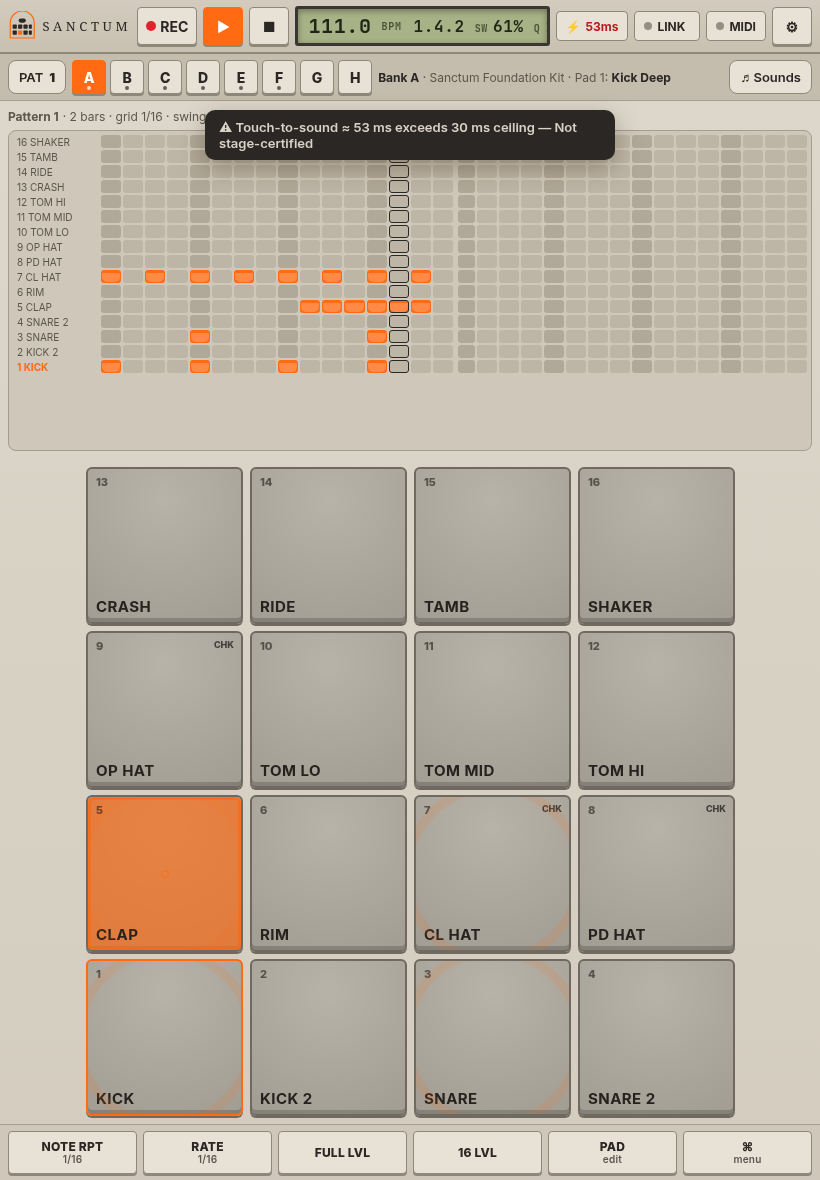 SANCTUM
REC
111.0 BPM 1.4.2 SW 61% Q
⚡ 53ms
LINK
MIDI
PAT 1
A B C D E F G H
Bank A · Sanctum Foundation Kit · Pad 1: Kick Deep
♬ Sounds
Pattern 1 · 2 bars · grid 1/16 · swing
⚠ Touch-to-sound ≈ 53 ms exceeds 30 ms ceiling — Not
stage-certified
16 SHAKER
15 TAMB
14 RIDE
13 CRASH
12 TOM HI
11 TOM MID
10 TOM LO
9 OP HAT
8 PD HAT
7 CL HAT
6 RIM
5 CLAP
4 SNARE 2
3 SNARE
2 KICK 2
1 KICK
13
CRASH
14
RIDE
15
TAMB
16
SHAKER
9 CHK
OP HAT
10
TOM LO
11
TOM MID
12
TOM HI
5
CLAP
6
RIM
7 CHK
CL HAT
8 CHK
PD HAT
1
KICK
2
KICK 2
3
SNARE
4
SNARE 2
NOTE RPT
1/16
RATE
1/16
FULL LVL
16 LVL
PAD
edit
⌘
menu